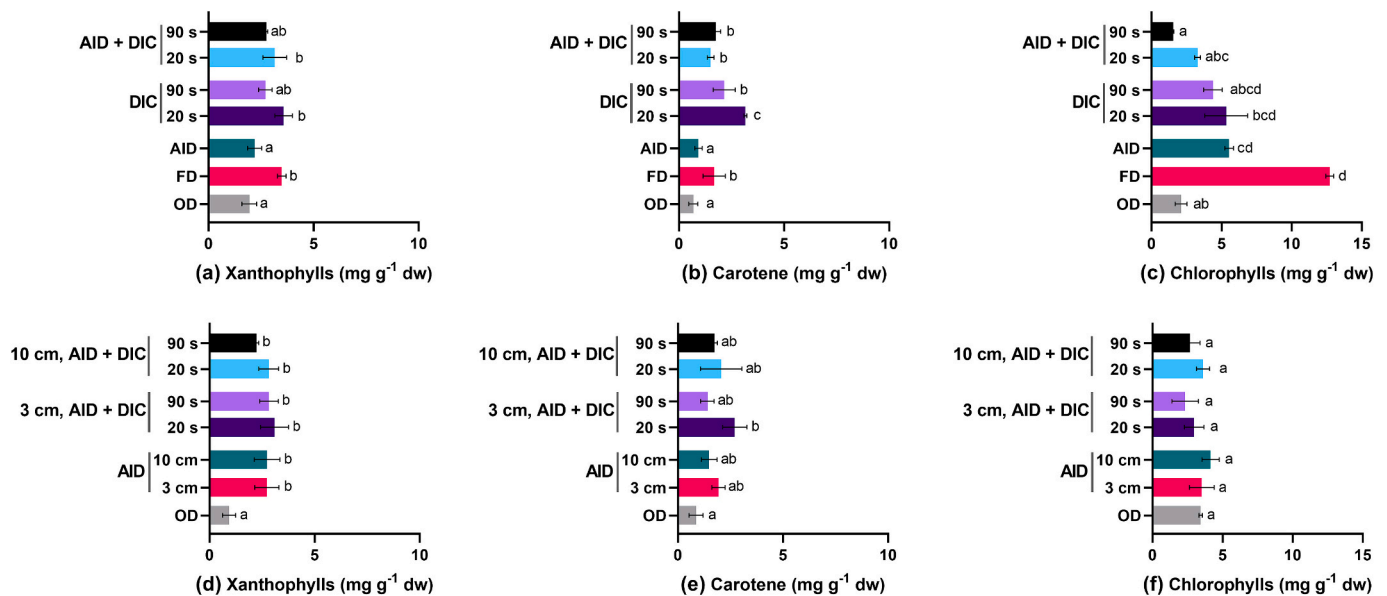 AID + DIC
90 s
ab
20 s
b
DIC
90 s
ab
20 s
b
AID
a
FD
b
OD
a
0 5 10
(a) Xanthophylls (mg g⁻¹ dw)
AID + DIC
90 s
b
20 s
b
DIC
90 s
b
20 s
c
AID
a
FD
b
OD
a
0 5 10
(b) Carotene (mg g⁻¹ dw)
AID + DIC
90 s
a
20 s
abc
DIC
90 s
abcd
20 s
bcd
AID
cd
FD
d
OD
ab
0 5 10 15
(c) Chlorophylls (mg g⁻¹ dw)
10 cm, AID + DIC
90 s
b
20 s
b
3 cm, AID + DIC
90 s
b
20 s
b
AID
10 cm
b
3 cm
b
OD
a
0 5 10
(d) Xanthophylls (mg g⁻¹ dw)
10 cm, AID + DIC
90 s
ab
20 s
ab
3 cm, AID + DIC
90 s
ab
20 s
b
AID
10 cm
ab
3 cm
ab
OD
a
0 5 10
(e) Carotene (mg g⁻¹ dw)
10 cm, AID + DIC
90 s
a
20 s
a
3 cm, AID + DIC
90 s
a
20 s
a
AID
10 cm
a
3 cm
a
OD
a
0 5 10 15
(f) Chlorophylls (mg g⁻¹ dw)